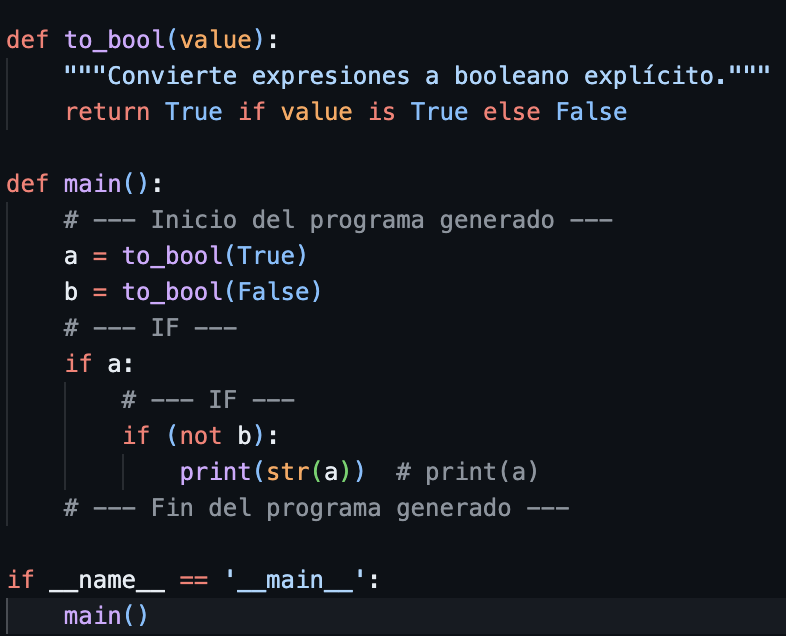 def to_bool(value):
    """Convierte expresiones a booleano explícito."""
    return True if value is True else False
def main():
    # --- Inicio del programa generado ---
    a = to_bool(True)
    b = to_bool(False)
    # --- IF ---
    if a:
        # --- IF ---
        if (not b):
            print(str(a))  # print(a)
    # --- Fin del programa generado ---
if __name__ == '__main__':
    main()